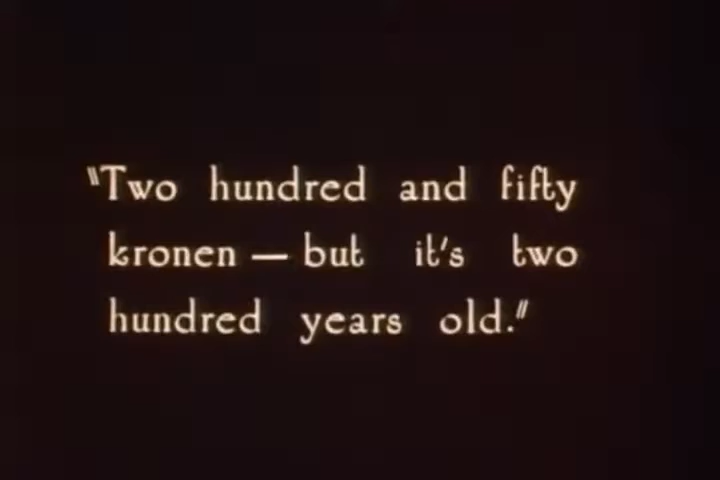 "Two hundred and fifty
kronen — but it's two
hundred years old."